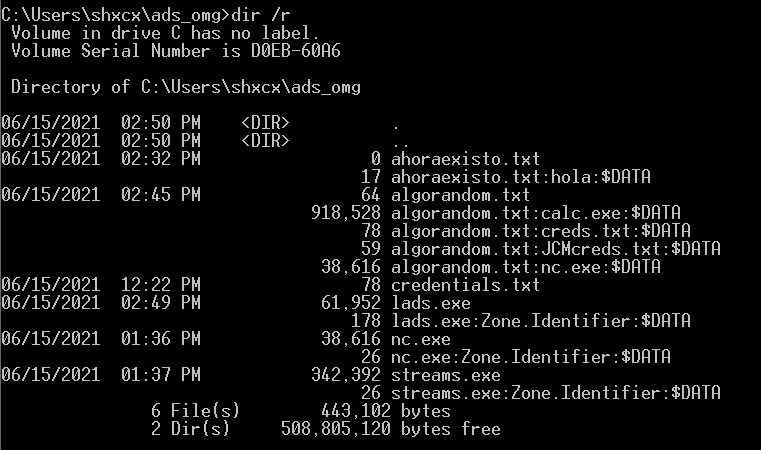 C:\Users\shxcx\ads_omg>dir /r
 Volume in drive C has no label.
 Volume Serial Number is D0EB-60A6

 Directory of C:\Users\shxcx\ads_omg

06/15/2021  02:50 PM    <DIR>          .
06/15/2021  02:50 PM    <DIR>          ..
06/15/2021  02:32 PM                 0 ahoraexisto.txt
                                    17 ahoraexisto.txt:hola:$DATA
06/15/2021  02:45 PM                64 algorandom.txt
                               918,528 algorandom.txt:calc.exe:$DATA
                                    78 algorandom.txt:creds.txt:$DATA
                                    59 algorandom.txt:JCMcreds.txt:$DATA
                                38,616 algorandom.txt:nc.exe:$DATA
06/15/2021  12:22 PM                78 credentials.txt
06/15/2021  02:49 PM            61,952 lads.exe
                                   178 lads.exe:Zone.Identifier:$DATA
06/15/2021  01:36 PM            38,616 nc.exe
                                    26 nc.exe:Zone.Identifier:$DATA
06/15/2021  01:37 PM           342,392 streams.exe
                                    26 streams.exe:Zone.Identifier:$DATA
               6 File(s)        443,102 bytes
               2 Dir(s)     508,805,120 bytes free